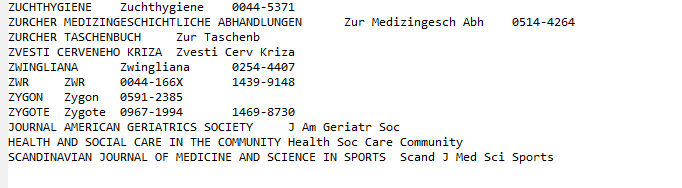 ZUCHTHYGIENE Zuchthygiene 0044-5371
ZURCHER MEDIZINGESCHICHTLICHE ABHANDLUNGEN Zur Medizingesch Abh 0514-4264
ZURCHER TASCHENBUCH Zur Taschenb
ZVESTI CERVENEHO KRIZA Zvesti Cerv Kriza
ZWINGLIANA Zwingliana 0254-4407
ZWR ZWR 0044-166X 1439-9148
ZYGON Zygon 0591-2385
ZYGOTE Zygote 0967-1994 1469-8730
JOURNAL AMERICAN GERIATRICS SOCIETY J Am Geriatr Soc
HEALTH AND SOCIAL CARE IN THE COMMUNITY Health Soc Care Community
SCANDINAVIAN JOURNAL OF MEDICINE AND SCIENCE IN SPORTS Scand J Med Sci Sports